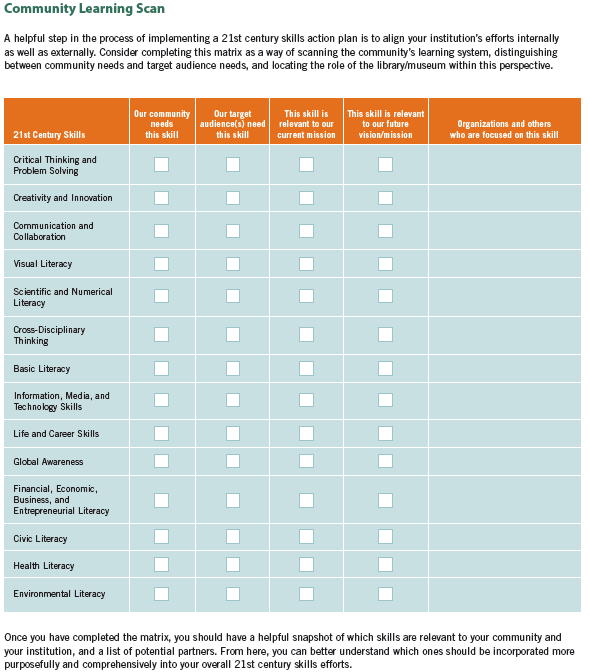 Community Learning Scan
A helpful step in the process of implementing a 21st century skills action plan is to align your institution's efforts internally
as well as externally. Consider completing this matrix as a way of scanning the community's learning system, distinguishing
between community needs and target audience needs, and locating the role of the library/museum within this perspective.
21st Century Skills
Our community
needs
this skill
Our target
audience(s) need
this skill
This skill is
relevant to our
current mission
This skill is relevant
to our future
vision/mission
Organizations and others
who are focused on this skill
Critical Thinking and
Problem Solving
Creativity and Innovation
Communication and
Collaboration
Visual Literacy
Scientific and Numerical
Literacy
Cross-Disciplinary
Thinking
Basic Literacy
Information, Media, and
Technology Skills
Life and Career Skills
Global Awareness
Financial, Economic,
Business, and
Entrepreneurial Literacy
Civic Literacy
Health Literacy
Environmental Literacy
Once you have completed the matrix, you should have a helpful snapshot of which skills are relevant to your community and
your institution, and a list of potential partners. From here, you can better understand which ones should be incorporated more
purposefully and comprehensively into your overall 21st century skills efforts.